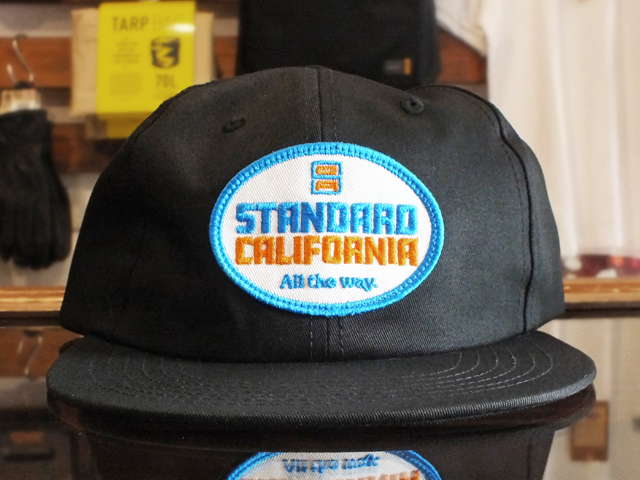 TARP
70L
STANDARD
CALIFORNIA
All the way.